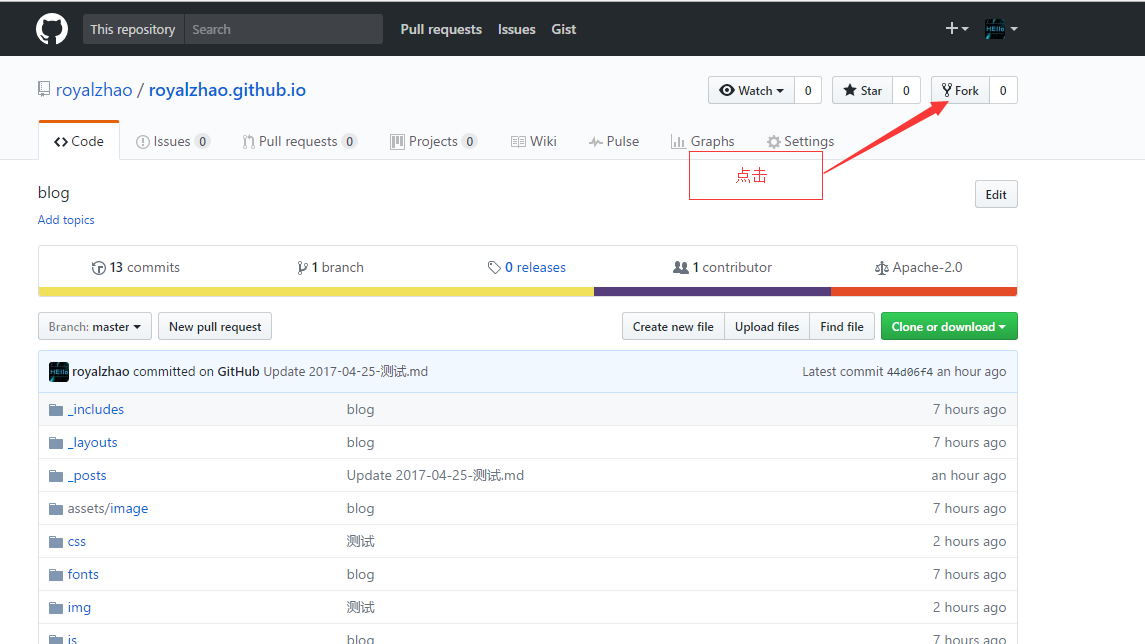 This repository Search Pull requests Issues Gist
royalzhao / royalzhao.github.io Watch 0 Star 0 Fork 0
Code Issues 0 Pull requests 0 Projects 0 Wiki Pulse Graphs Settings
点击
blog Edit
Add topics
13 commits 1 branch 0 releases 1 contributor Apache-2.0
Branch: master New pull request Create new file Upload files Find file Clone or download
royalzhao committed on GitHub Update 2017-04-25-测试.md Latest commit 44d06f4 an hour ago
_includes blog 7 hours ago
_layouts blog 7 hours ago
_posts Update 2017-04-25-测试.md an hour ago
assets/image blog 7 hours ago
css 测试 2 hours ago
fonts blog 7 hours ago
img 测试 2 hours ago
js blog 7 hours ago